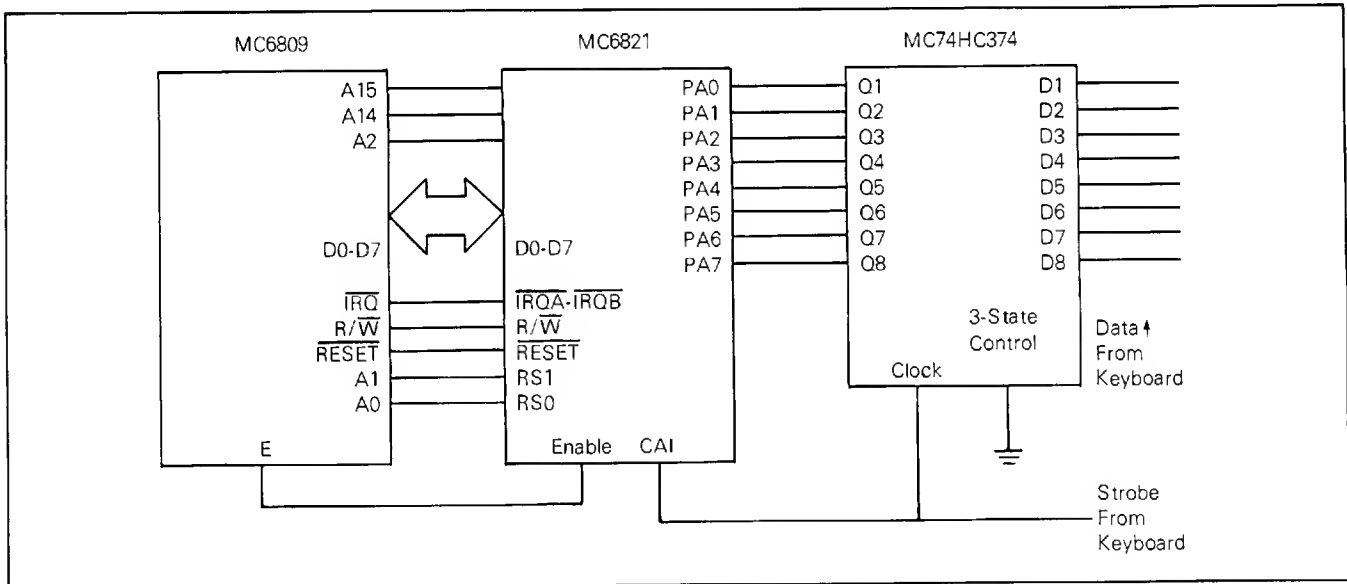 MC6809
MC6821
MC74HC374
A15
A14
A2
D0-D7
IRQ
R/W
RESET
A1
A0
E
PA0
PA1
PA2
PA3
PA4
PA5
PA6
PA7
D0-D7
IRQA-IRQB
R/W
RESET
RS1
RS0
Enable
CAI
Q1
Q2
Q3
Q4
Q5
Q6
Q7
Q8
D1
D2
D3
D4
D5
D6
D7
D8
3-State
Control
Clock
Data
From
Keyboard
Strobe
From
Keyboard